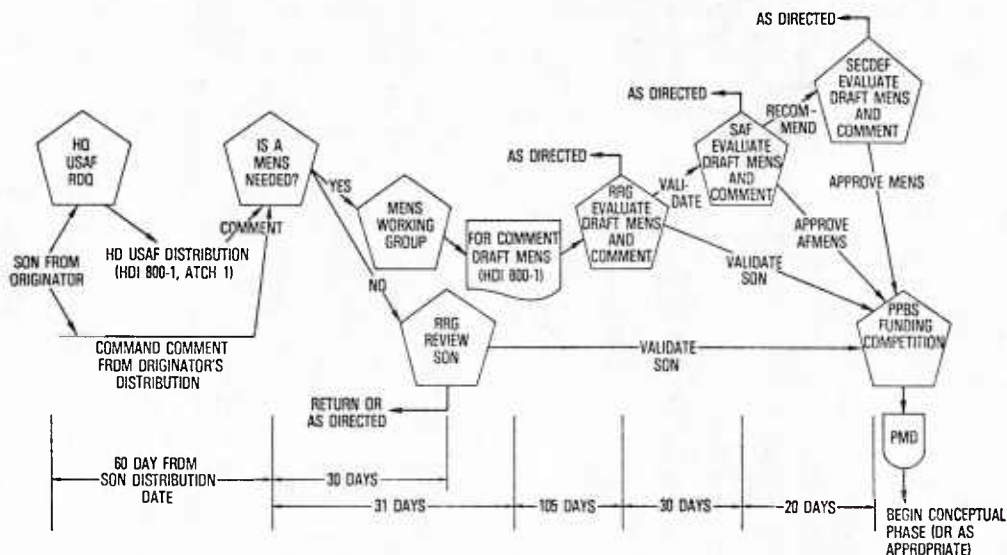 AS DIRECTED
SECDEF
EVALUATE
DRAFT MENS
AND
COMMENT
AS DIRECTED
RECOM-
MEND
SAF
EVALUATE
DRAFT MENS
AND
COMMENT
HQ
USAF
RDQ
IS A
MENS
NEEDED?
AS DIRECTED
VALI-
DATE
APPROVE MENS
YES
COMMENT
MENS
WORKING
GROUP
RRG
EVALUATE
DRAFT MENS
AND
COMMENT
APPROVE
AFMENS
SON FROM
ORIGINATOR
HQ USAF DISTRIBUTION
(HOI 800-1, ATCH 1)
FOR COMMENT
DRAFT MENS
(HOI 800-1)
VALIDATE
SON
NO
RRG
REVIEW
SON
PPBS
FUNDING
COMPETITION
COMMAND COMMENT
FROM ORIGINATOR'S
DISTRIBUTION
VALIDATE
SON
RETURN OR
AS DIRECTED
PMD
60 DAY FROM
SON DISTRIBUTION
DATE
30 DAYS
31 DAYS
105 DAYS
30 DAYS
-20 DAYS
BEGIN CONCEPTUAL
PHASE (OR AS
APPROPRIATE)